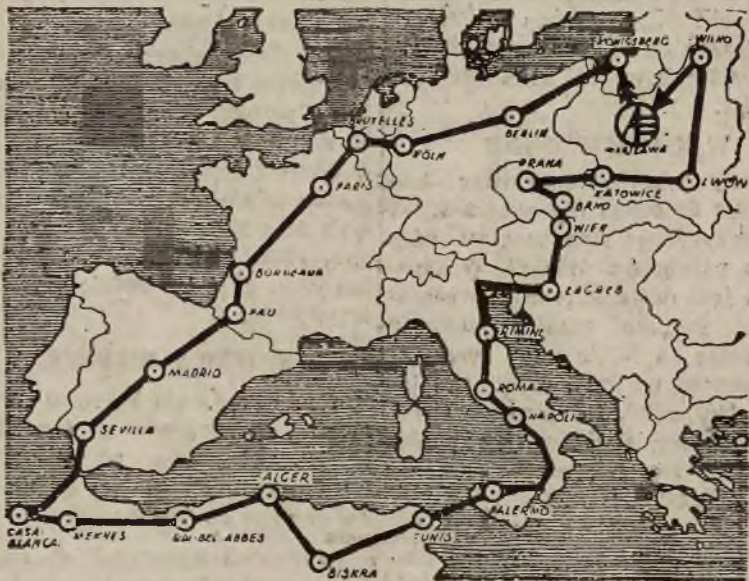 KÖNIGSBERG
WILNO
WARSZAWA
BRUXELLES
KÖLN
BERLIN
PARIS
PRAHA
KATOWICE
LWÓW
BRNO
WIEN
BORDEAUX
ZAGREB
PAU
RIMINI
MADRID
ROMA
NAPOLI
SEVILLA
ALGER
PALERMO
CASA-
BLANCA.
MEKNES
SIDI-BEL-ABBES
TUNIS
BISKRA